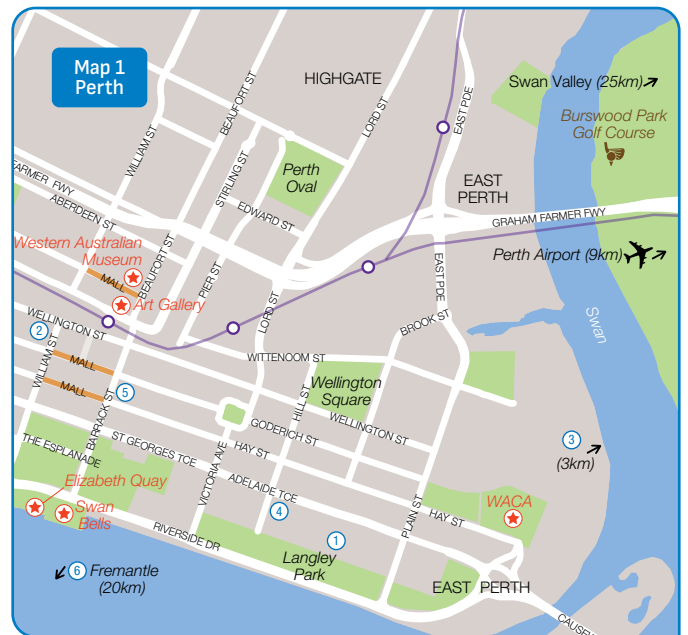 Map 1
Perth
HIGHGATE
Swan Valley (25km)
Burswood Park
Golf Course
BEAUFORT ST
LORD ST
EAST PDE
WILLIAM ST
STIRLING ST
Perth
Oval
EAST
PERTH
FARMER FWY
ABERDEEN ST
EDWARD ST
GRAHAM FARMER FWY
Western Australian
Museum
MALL
BEAUFORT ST
PIER ST
Perth Airport (9km)
EAST PDE
Art Gallery
LORD ST
Swan
WELLINGTON ST
BROOK ST
2
WITTENOOM ST
WILLIAM ST
MALL
MALL
5
Wellington
Square
BARRACK ST
HILL ST
WELLINGTON ST
GODERICH ST
HAY ST
3
(3km)
THE ESPLANADE
ST GEORGES TCE
VICTORIA AVE
ADELAIDE TCE
Elizabeth Quay
Swan
Bells
4
1
PLAIN ST
HAY ST
WACA
RIVERSIDE DR
Langley
Park
6 Fremantle
(20km)
EAST PERTH
CAUSEW